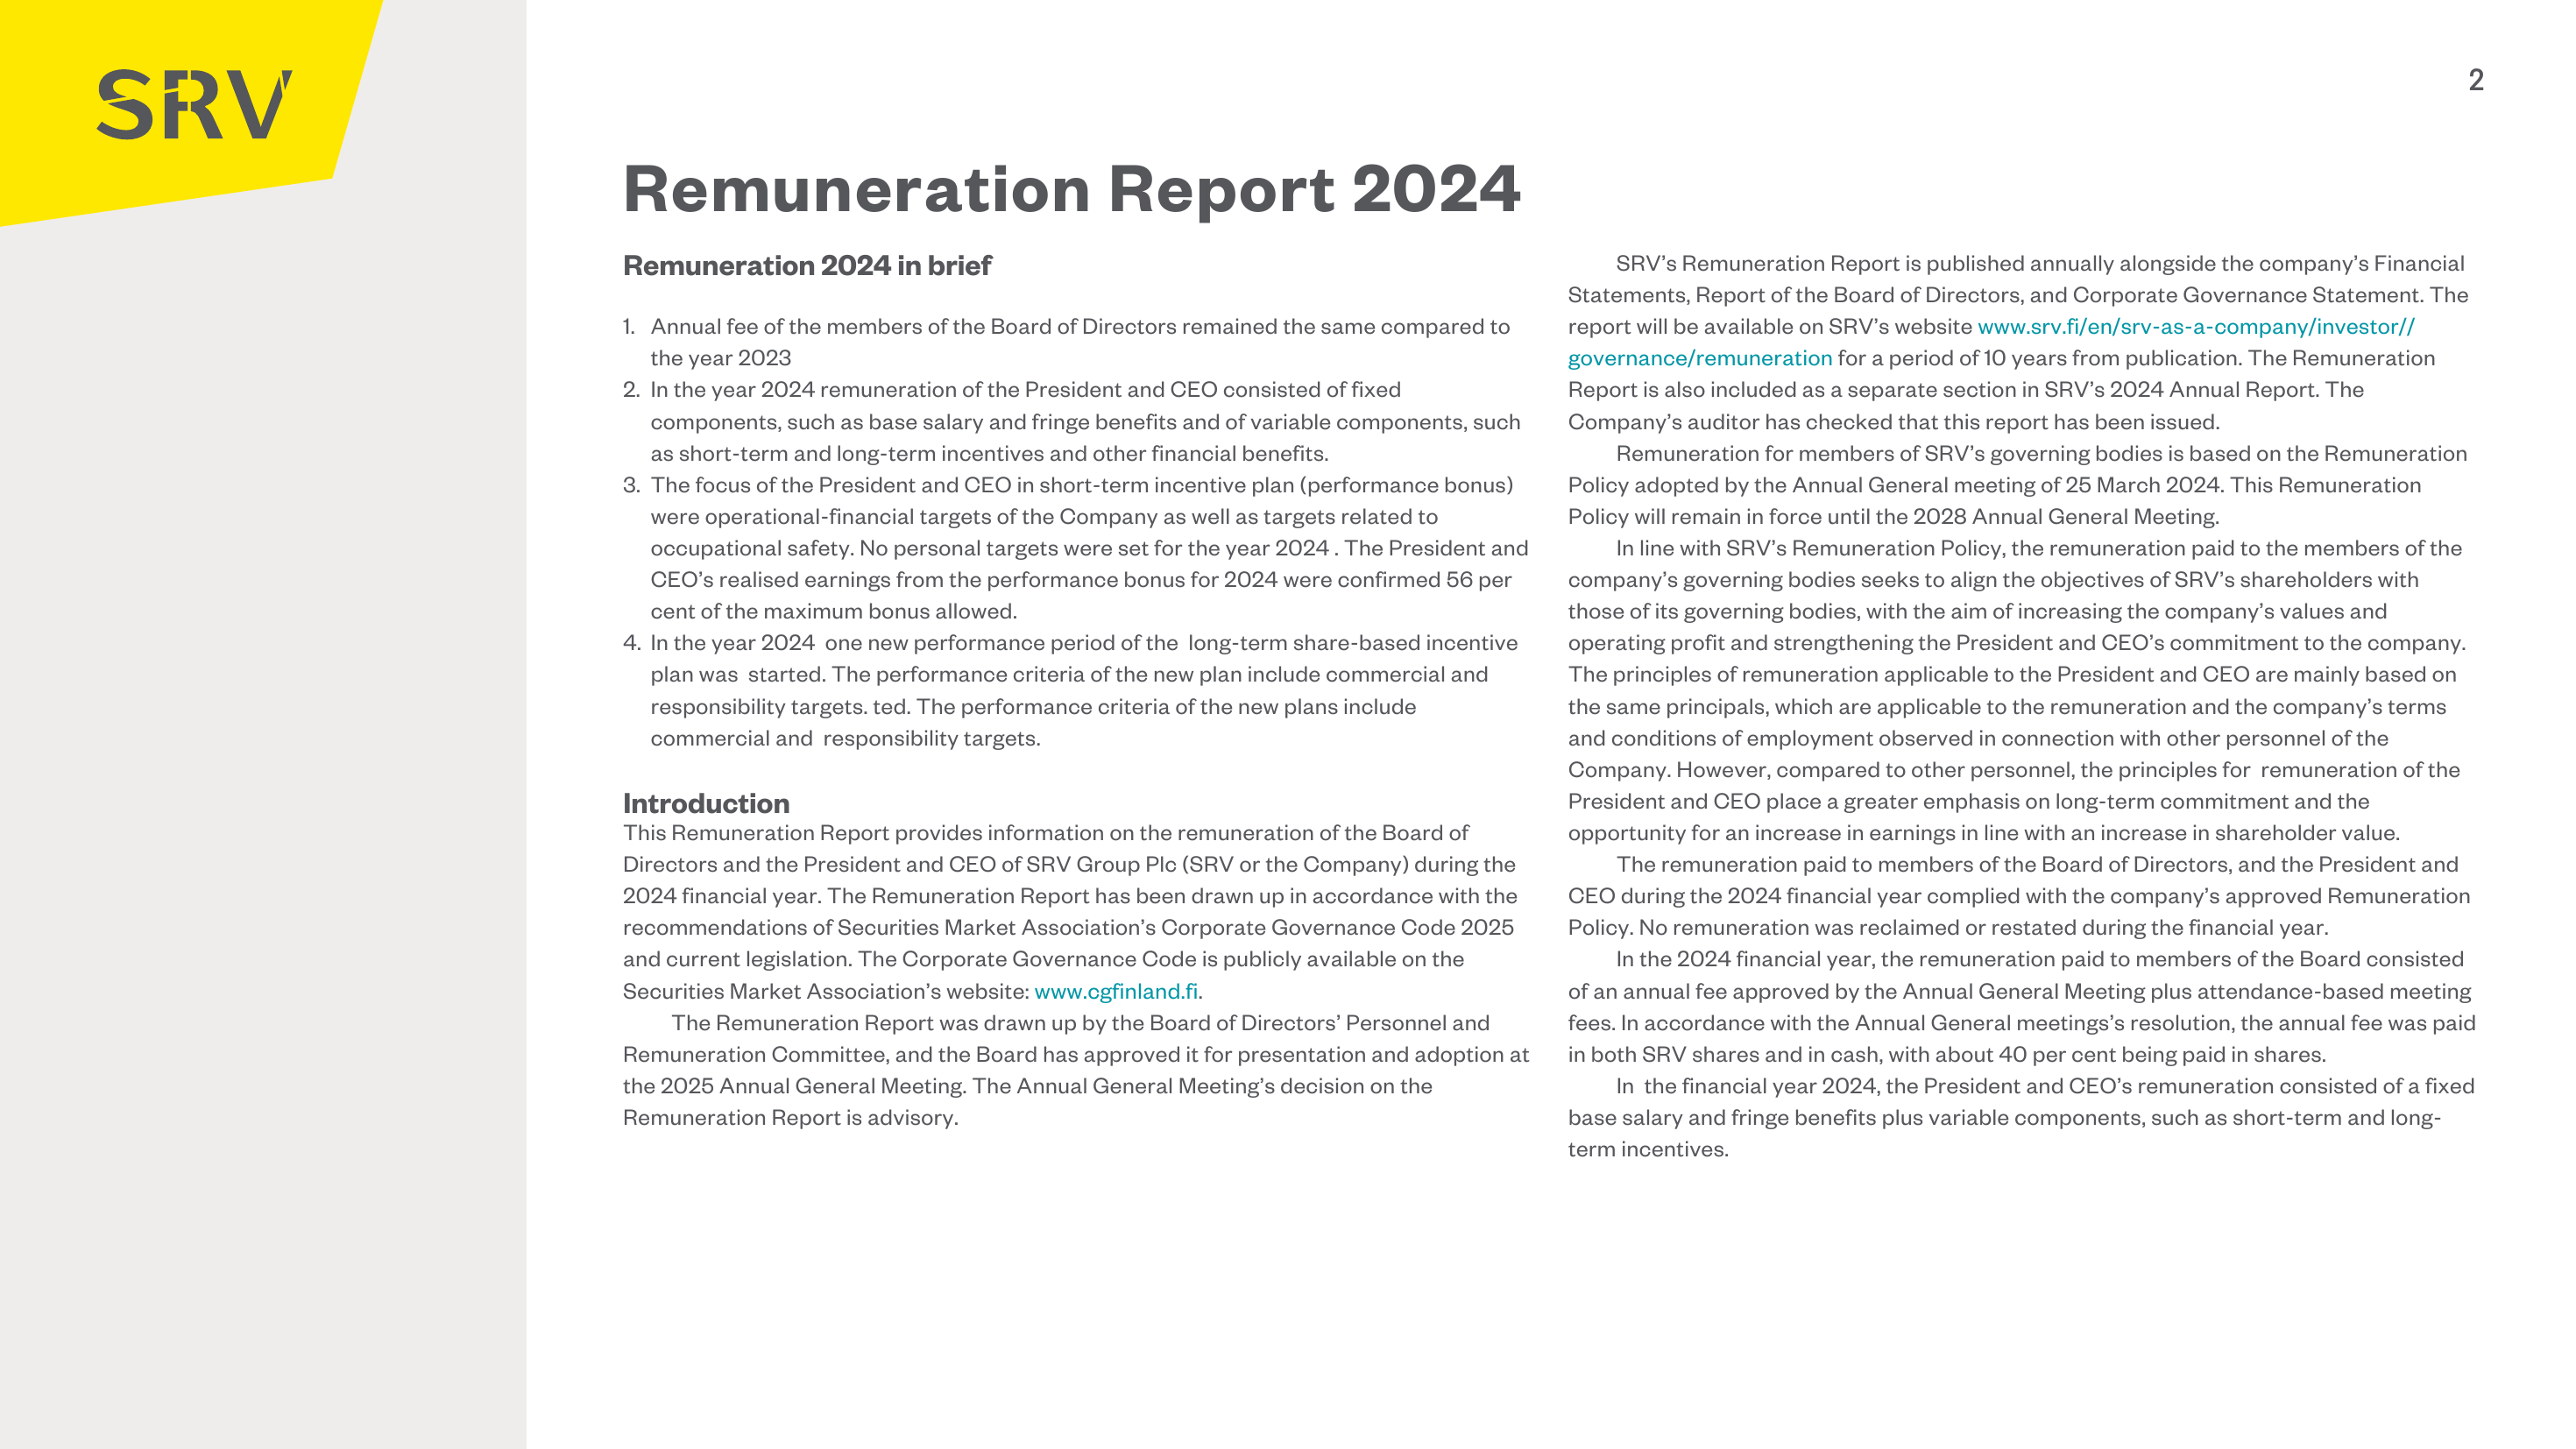 SRV
2
Remuneration Report 2024
Remuneration 2024 in brief
1. Annual fee of the members of the Board of Directors remained the same compared to
the year 2023
2. In the year 2024 remuneration of the President and CEO consisted of fixed
components, such as base salary and fringe benefits and of variable components, such
as short-term and long-term incentives and other financial benefits.
3. The focus of the President and CEO in short-term incentive plan (performance bonus)
were operational-financial targets of the Company as well as targets related to
occupational safety. No personal targets were set for the year 2024 . The President and
CEO's realised earnings from the performance bonus for 2024 were confirmed 56 per
cent of the maximum bonus allowed.
4. In the year 2024  one new performance period of the  long-term share-based incentive
plan was  started. The performance criteria of the new plan include commercial and
responsibility targets. ted. The performance criteria of the new plans include
commercial and  responsibility targets.
Introduction
This Remuneration Report provides information on the remuneration of the Board of
Directors and the President and CEO of SRV Group Plc (SRV or the Company) during the
2024 financial year. The Remuneration Report has been drawn up in accordance with the
recommendations of Securities Market Association's Corporate Governance Code 2025
and current legislation. The Corporate Governance Code is publicly available on the
Securities Market Association's website: www.cgfinland.fi.
The Remuneration Report was drawn up by the Board of Directors' Personnel and
Remuneration Committee, and the Board has approved it for presentation and adoption at
the 2025 Annual General Meeting. The Annual General Meeting's decision on the
Remuneration Report is advisory.
SRV's Remuneration Report is published annually alongside the company's Financial
Statements, Report of the Board of Directors, and Corporate Governance Statement. The
report will be available on SRV's website www.srv.fi/en/srv-as-a-company/investor//
governance/remuneration for a period of 10 years from publication. The Remuneration
Report is also included as a separate section in SRV's 2024 Annual Report. The
Company's auditor has checked that this report has been issued.
Remuneration for members of SRV's governing bodies is based on the Remuneration
Policy adopted by the Annual General meeting of 25 March 2024. This Remuneration
Policy will remain in force until the 2028 Annual General Meeting.
In line with SRV's Remuneration Policy, the remuneration paid to the members of the
company's governing bodies seeks to align the objectives of SRV's shareholders with
those of its governing bodies, with the aim of increasing the company's values and
operating profit and strengthening the President and CEO's commitment to the company.
The principles of remuneration applicable to the President and CEO are mainly based on
the same principals, which are applicable to the remuneration and the company's terms
and conditions of employment observed in connection with other personnel of the
Company. However, compared to other personnel, the principles for  remuneration of the
President and CEO place a greater emphasis on long-term commitment and the
opportunity for an increase in earnings in line with an increase in shareholder value.
The remuneration paid to members of the Board of Directors, and the President and
CEO during the 2024 financial year complied with the company's approved Remuneration
Policy. No remuneration was reclaimed or restated during the financial year.
In the 2024 financial year, the remuneration paid to members of the Board consisted
of an annual fee approved by the Annual General Meeting plus attendance-based meeting
fees. In accordance with the Annual General meetings's resolution, the annual fee was paid
in both SRV shares and in cash, with about 40 per cent being paid in shares.
In  the financial year 2024, the President and CEO's remuneration consisted of a fixed
base salary and fringe benefits plus variable components, such as short-term and long-
term incentives.